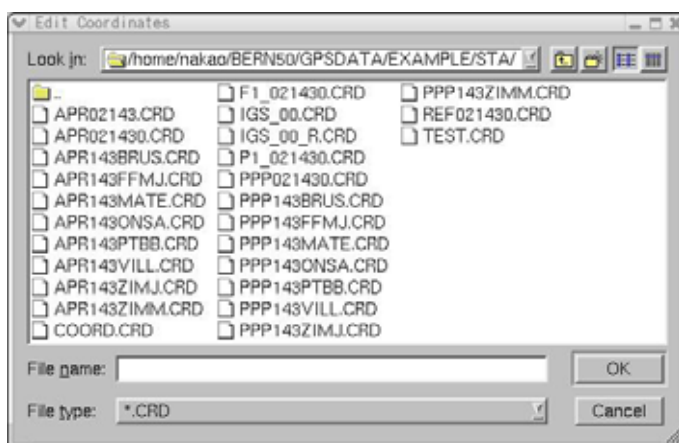 Edit Coordinates
Look in: /home/nakao/BERN50/GPSDATA/EXAMPLE/STA/
..
APR02143.CRD
APR021430.CRD
APR143BRUS.CRD
APR143FFMJ.CRD
APR143MATE.CRD
APR143ONSA.CRD
APR143PTBB.CRD
APR143VILL.CRD
APR143ZIMJ.CRD
APR143ZIMM.CRD
COORD.CRD
F1_021430.CRD
IGS_00.CRD
IGS_00_R.CRD
P1_021430.CRD
PPP021430.CRD
PPP143BRUS.CRD
PPP143FFMJ.CRD
PPP143MATE.CRD
PPP143ONSA.CRD
PPP143PTBB.CRD
PPP143VILL.CRD
PPP143ZIMJ.CRD
PPP143ZIMM.CRD
REF021430.CRD
TEST.CRD
File name:
OK
File type: *.CRD
Cancel